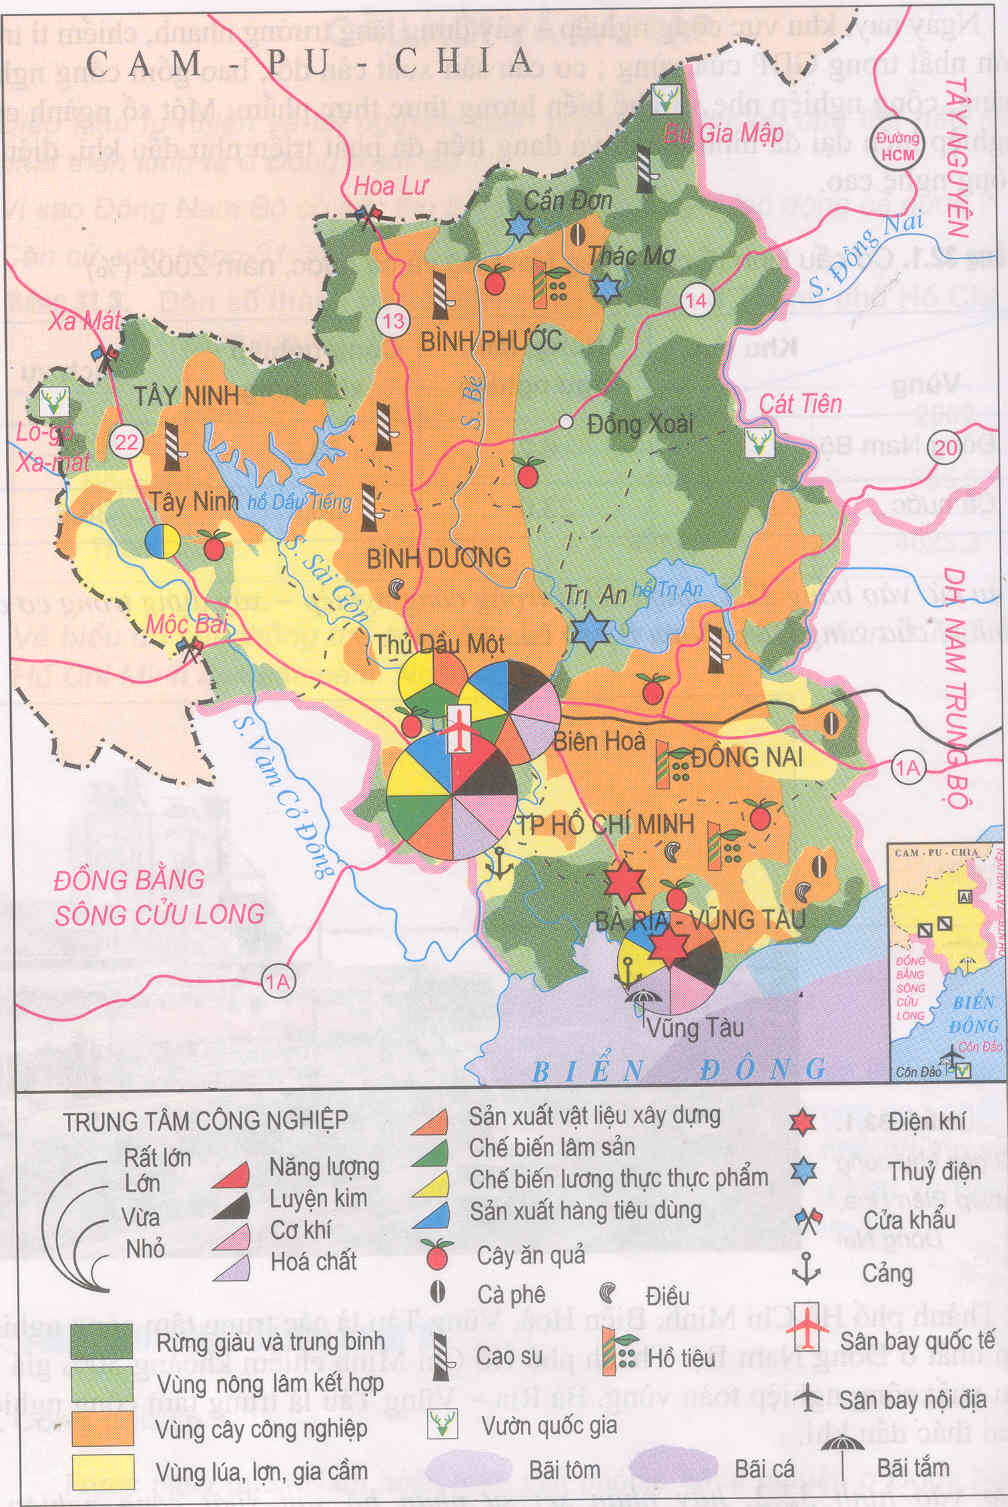 CAM - PU - CHIA
TÂY NGUYÊN
Đường
HCM
Bù Gia Mập
Hoa Lư
Cần Đơn
S. Đồng Nai
Thác Mơ
14
13
Xa Mát
BÌNH PHƯỚC
S. Bé
TÂY NINH
Cát Tiên
Lò-gò
Xa-mát
22
Đồng Xoài
20
Tây Ninh
hồ Dầu Tiếng
BÌNH DƯƠNG
S. Sài Gòn
Trị An
hồ Trị An
DH. NAM TRUNG BỘ
Mộc Bài
Thủ Dầu Một
S. Vàm Cỏ Đông
Biên Hoà
ĐỒNG NAI
1A
TP HỒ CHÍ MINH
ĐỒNG BẰNG
SÔNG CỬU LONG
BÀ RỊA - VŨNG TÀU
1A
Vũng Tàu
BIỂN ĐÔNG
CAM - PU - CHIA
ĐỒNG
BẰNG
SÔNG
CỬU
LONG
BIỂN
ĐÔNG
Côn Đảo
Côn Đảo
TRUNG TÂM CÔNG NGHIỆP
Rất lớn
Lớn
Vừa
Nhỏ
Năng lượng
Luyện kim
Cơ khí
Hoá chất
Sản xuất vật liệu xây dựng
Chế biến lâm sản
Chế biến lương thực thực phẩm
Sản xuất hàng tiêu dùng
Cây ăn quả
Cà phê
Điều
Cao su
Hồ tiêu
Vườn quốc gia
Bãi tôm
Bãi cá
Điện khí
Thuỷ điện
Cửa khẩu
Cảng
Sân bay quốc tế
Sân bay nội địa
Bãi tắm
Rừng giàu và trung bình
Vùng nông lâm kết hợp
Vùng cây công nghiệp
Vùng lúa, lợn, gia cầm